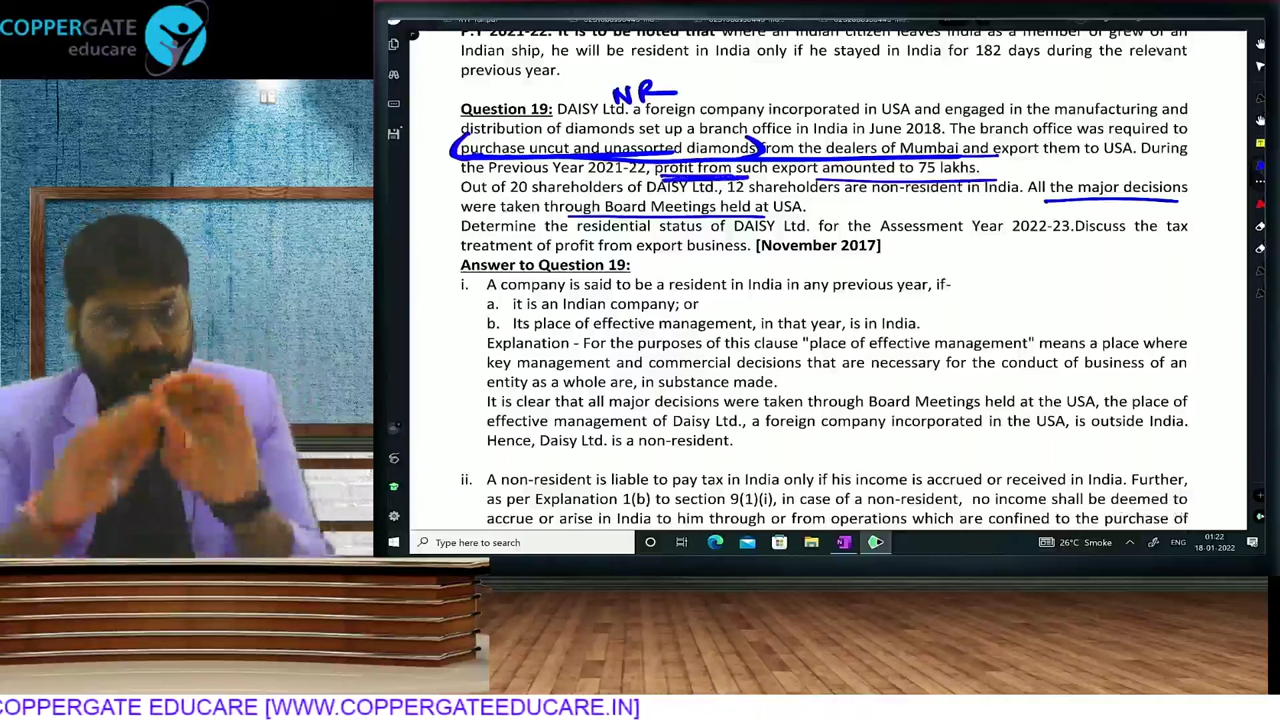 COPPERGATE
educare
P.Y 2021-22. It is to be noted that where an Indian citizen leaves India as a member of crew of an
Indian ship, he will be resident in India only if he stayed in India for 182 days during the relevant
previous year.
NR
Question 19: DAISY Ltd. a foreign company incorporated in USA and engaged in the manufacturing and
distribution of diamonds set up a branch office in India in June 2018. The branch office was required to
purchase uncut and unassorted diamonds from the dealers of Mumbai and export them to USA. During
the Previous Year 2021-22, profit from such export amounted to 75 lakhs.
Out of 20 shareholders of DAISY Ltd., 12 shareholders are non-resident in India. All the major decisions
were taken through Board Meetings held at USA.
Determine the residential status of DAISY Ltd. for the Assessment Year 2022-23.Discuss the tax
treatment of profit from export business. [November 2017]
Answer to Question 19:
i. A company is said to be a resident in India in any previous year, if-
a. it is an Indian company; or
b. Its place of effective management, in that year, is in India.
Explanation - For the purposes of this clause "place of effective management" means a place where
key management and commercial decisions that are necessary for the conduct of business of an
entity as a whole are, in substance made.
It is clear that all major decisions were taken through Board Meetings held at the USA, the place of
effective management of Daisy Ltd., a foreign company incorporated in the USA, is outside India.
Hence, Daisy Ltd. is a non-resident.
ii. A non-resident is liable to pay tax in India only if his income is accrued or received in India. Further,
as per Explanation 1(b) to section 9(1)(i), in case of a non-resident, no income shall be deemed to
accrue or arise in India to him through or from operations which are confined to the purchase of
Type here to search
26°C Smoke
ENG
01:22
18-01-2022
COPPERGATE EDUCARE [WWW.COPPERGATEEDUCARE.IN]